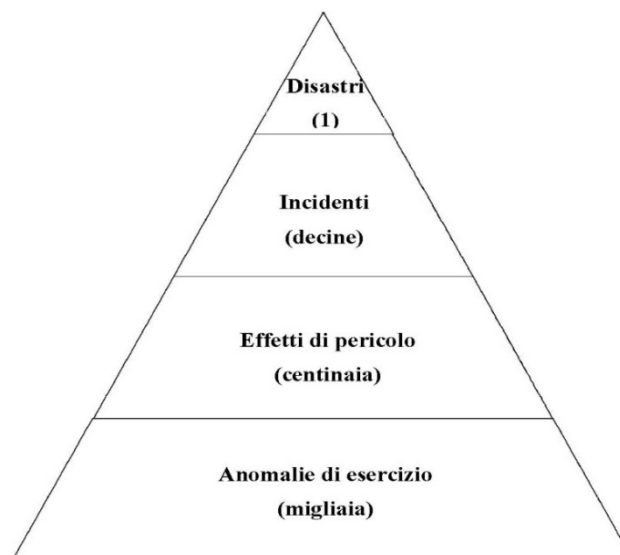 Disastri
(1)
Incidenti
(decine)
Effetti di pericolo
(centinaia)
Anomalie di esercizio
(migliaia)